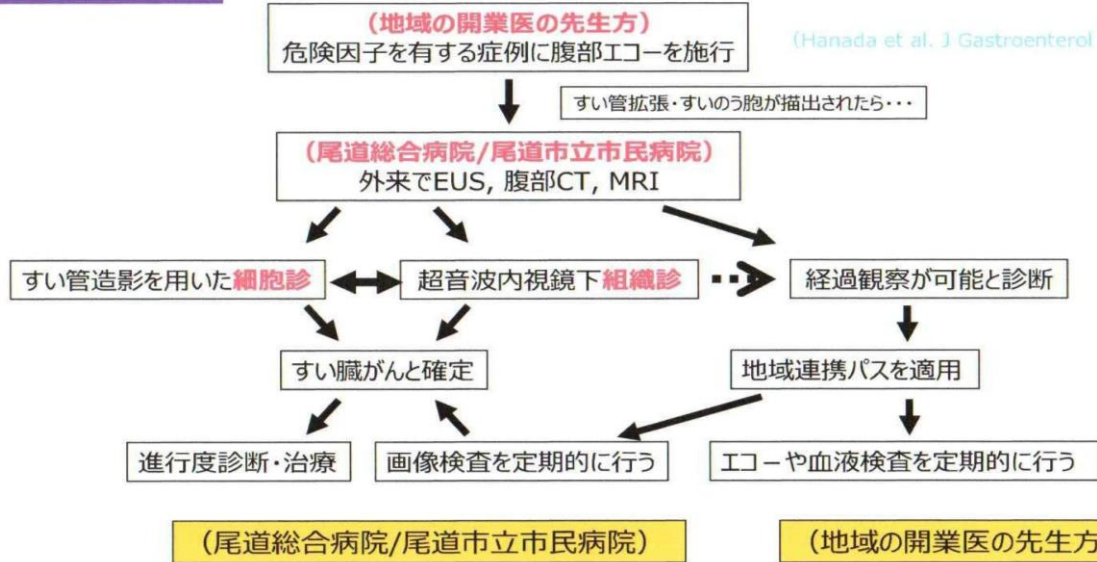 (地域の開業医の先生方)
危険因子を有する症例に腹部エコーを施行
(Hanada et al. J Gastroenterol
すい管拡張・すいのう胞が描出されたら・・・
(尾道総合病院/尾道市立市民病院)
外来でEUS, 腹部CT, MRI
すい管造影を用いた細胞診
超音波内視鏡下組織診
経過観察が可能と診断
すい臓がんと確定
地域連携パスを適用
進行度診断・治療
画像検査を定期的に行う
エコーや血液検査を定期的に行う
(尾道総合病院/尾道市立市民病院)
(地域の開業医の先生方